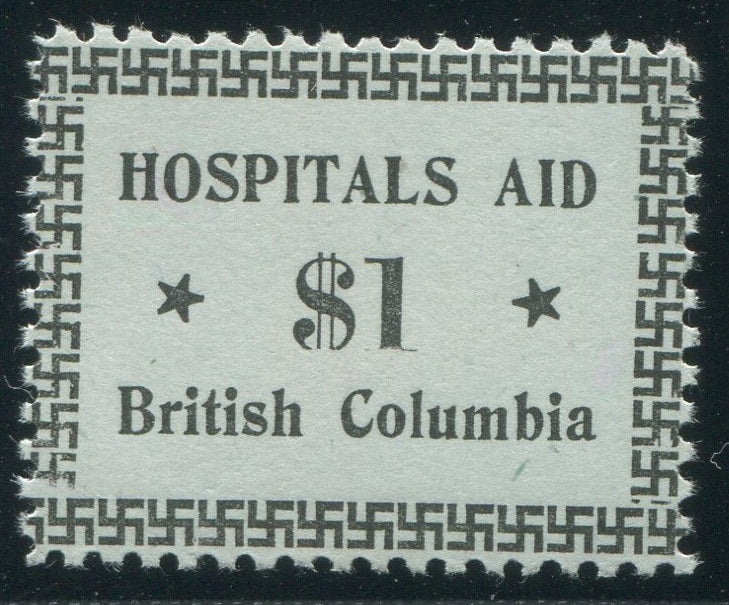 HOSPITALS AID
$1
British Columbia